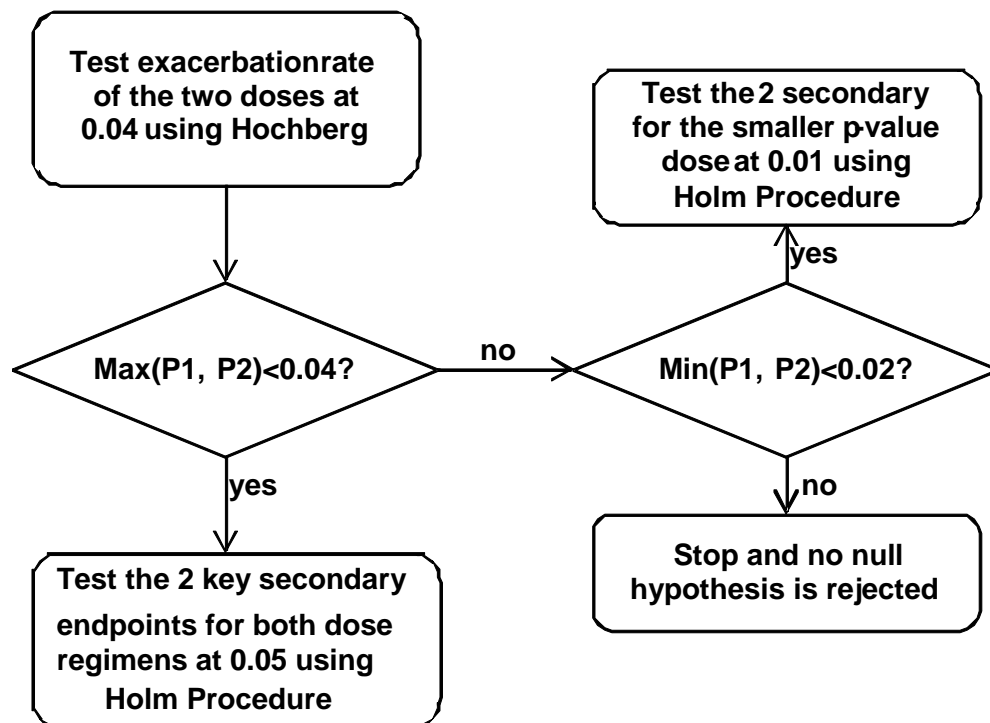 Test exacerbationrate
of the two doses at
0.04 using Hochberg
Max(P1, P2)<0.04?
no
yes
Test the 2 key secondary
endpoints for both dose
regimens at 0.05 using
Holm Procedure
Min(P1, P2)<0.02?
yes
Test the 2 secondary
for the smaller p-value
dose at 0.01 using
Holm Procedure
no
Stop and no null
hypothesis is rejected